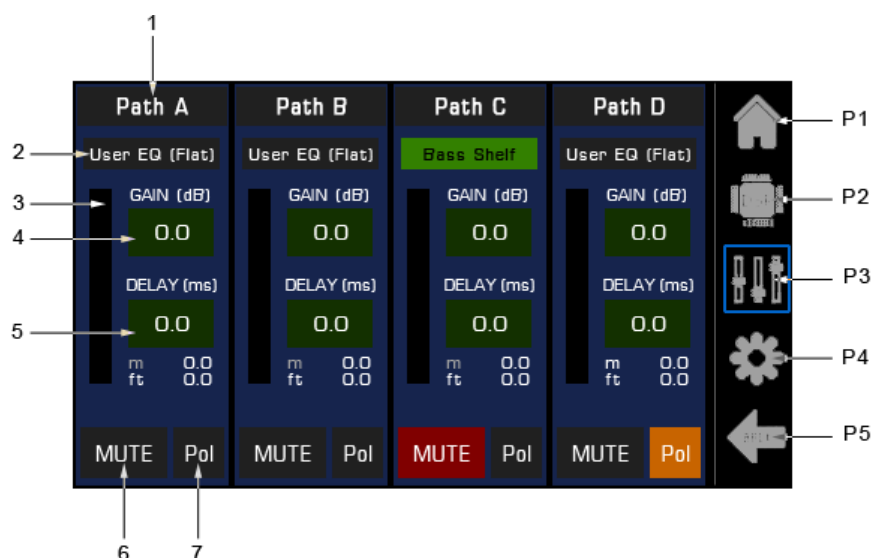 1
Path A
Path B
Path C
Path D
P1
2
User EQ (Flat)
User EQ (Flat)
Bass Shelf
User EQ (Flat)
3
GAIN (dB)
GAIN (dB)
GAIN (dB)
GAIN (dB)
P2
4
0.0
0.0
0.0
0.0
P3
DELAY (ms)
DELAY (ms)
DELAY (ms)
DELAY (ms)
5
0.0
0.0
0.0
0.0
m 0.0
ft 0.0
m 0.0
ft 0.0
m 0.0
ft 0.0
m 0.0
ft 0.0
P4
MUTE
Pol
MUTE
Pol
MUTE
Pol
MUTE
Pol
P5
6
7